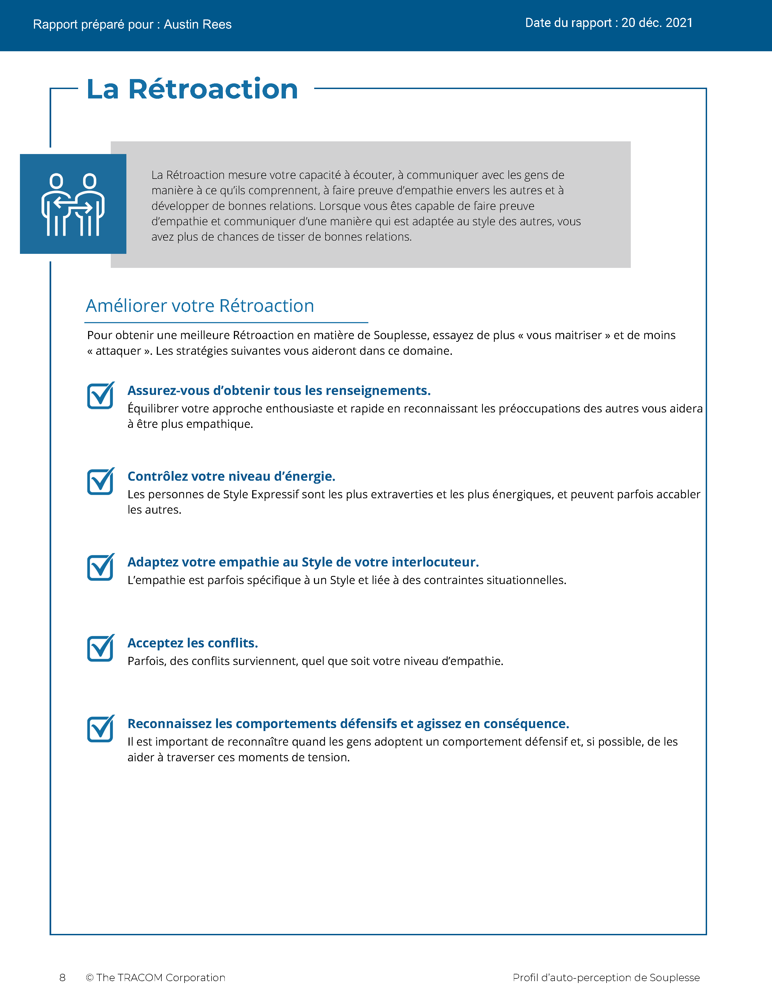 Rapport préparé pour : Austin Rees
Date du rapport : 20 déc. 2021
La Rétroaction
La Rétroaction mesure votre capacité à écouter, à communiquer avec les gens de
manière à ce qu’ils comprennent, à faire preuve d’empathie envers les autres et à
développer de bonnes relations. Lorsque vous êtes capable de faire preuve
d’empathie et communiquer d’une manière qui est adaptée au style des autres, vous
avez plus de chances de tisser de bonnes relations.
Améliorer votre Rétroaction
Pour obtenir une meilleure Rétroaction en matière de Souplesse, essayez de plus « vous maitriser » et de moins
« attaquer ». Les stratégies suivantes vous aideront dans ce domaine.
Assurez-vous d’obtenir tous les renseignements.
Équilibrer votre approche enthousiaste et rapide en reconnaissant les préoccupations des autres vous aidera
à être plus empathique.
Contrôlez votre niveau d’énergie.
Les personnes de Style Expressif sont les plus extraverties et les plus énergiques, et peuvent parfois accabler
les autres.
Adaptez votre empathie au Style de votre interlocuteur.
L’empathie est parfois spécifique à un Style et liée à des contraintes situationnelles.
Acceptez les conflits.
Parfois, des conflits surviennent, quel que soit votre niveau d’empathie.
Reconnaissez les comportements défensifs et agissez en conséquence.
Il est important de reconnaître quand les gens adoptent un comportement défensif et, si possible, de les
aider à traverser ces moments de tension.
8 © The TRACOM Corporation
Profil d’auto-perception de Souplesse